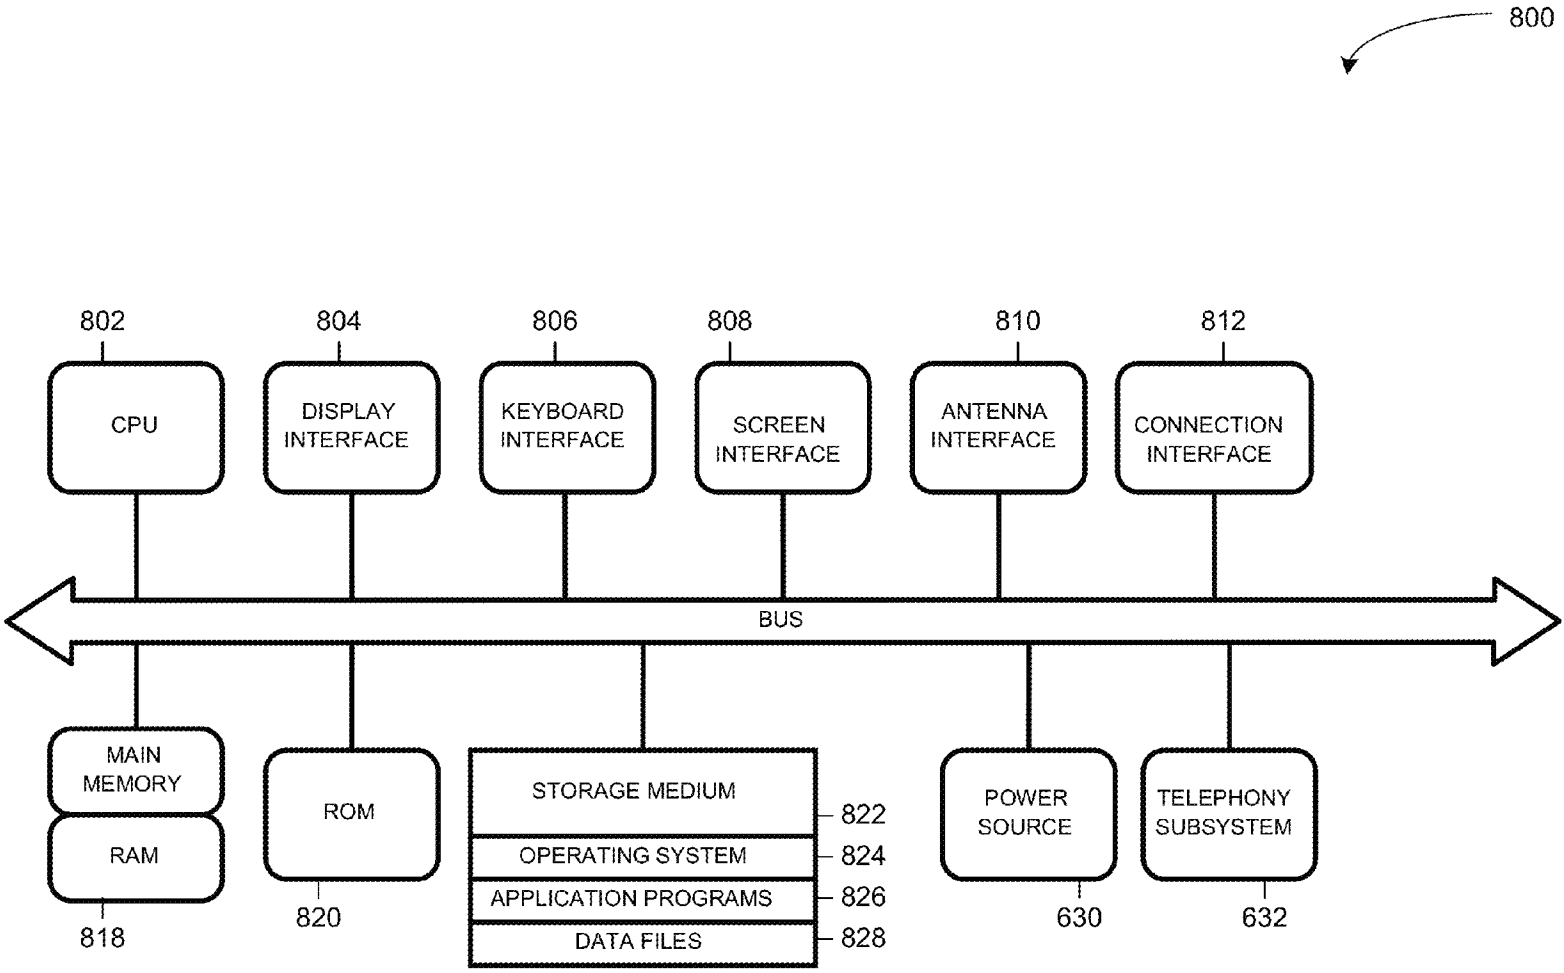 800
802
804
806
808
810
812
CPU
DISPLAY
INTERFACE
KEYBOARD
INTERFACE
SCREEN
INTERFACE
ANTENNA
INTERFACE
CONNECTION
INTERFACE
BUS
MAIN
MEMORY
RAM
818
ROM
820
STORAGE MEDIUM
822
OPERATING SYSTEM
824
APPLICATION PROGRAMS
826
DATA FILES
828
POWER
SOURCE
630
TELEPHONY
SUBSYSTEM
632